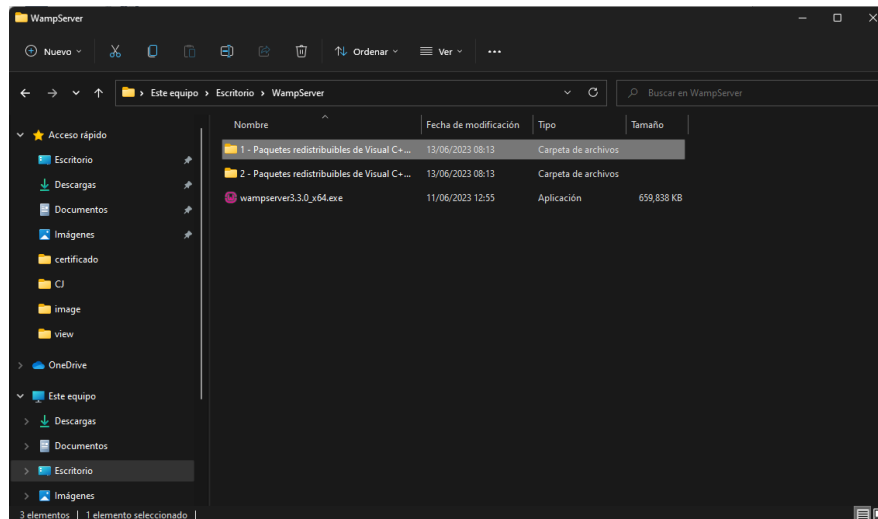 WampServer
Nuevo
Ordenar
Ver
Este equipo > Escritorio > WampServer
Buscar en WampServer
Nombre
Fecha de modificación
Tipo
Tamaño
Acceso rápido
1 - Paquetes redistribuibles de Visual C+... 13/06/2023 08:13 Carpeta de archivos
Escritorio
2 - Paquetes redistribuibles de Visual C+... 13/06/2023 08:13 Carpeta de archivos
Descargas
wampserver3.3.0_x64.exe 11/06/2023 12:55 Aplicación 659,838 KB
Documentos
Imágenes
certificado
CJ
image
view
OneDrive
Este equipo
Descargas
Documentos
Escritorio
Imágenes
3 elementos | 1 elemento seleccionado |